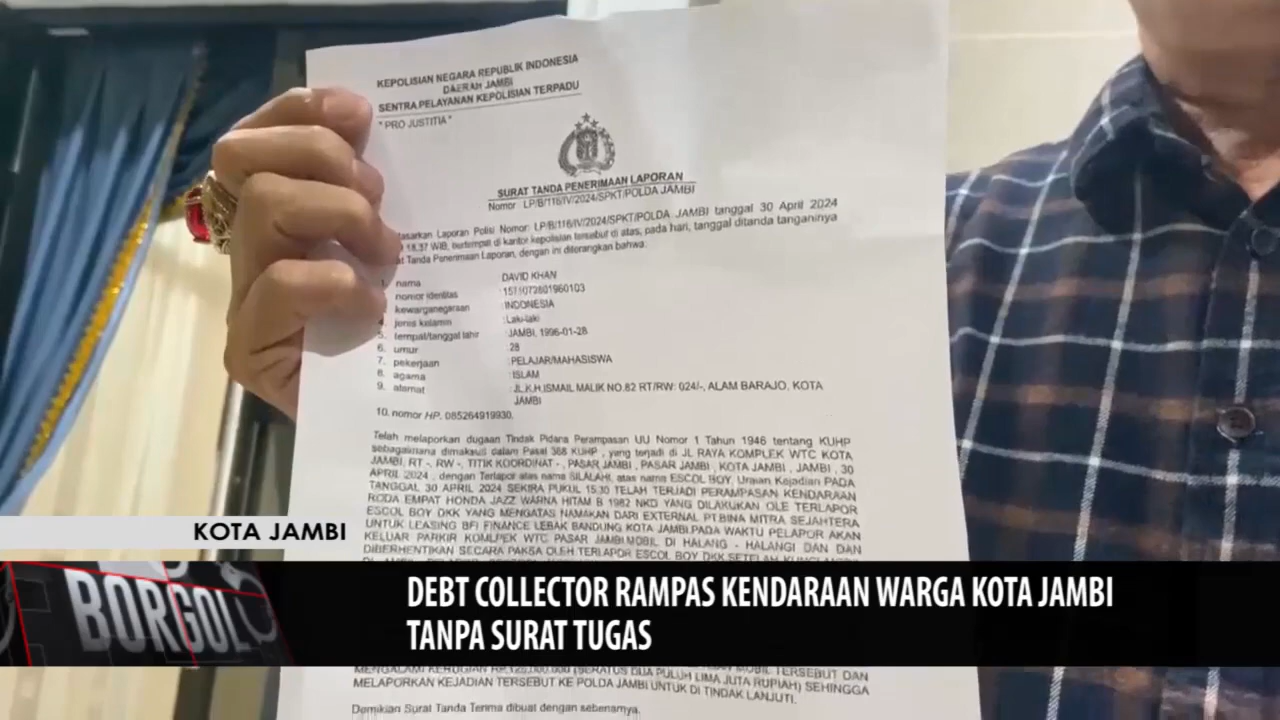 KEPOLISIAN NEGARA REPUBLIK INDONESIA
DAERAH JAMBI
SENTRA PELAYANAN KEPOLISIAN TERPADU
"PRO JUSTITIA"
SURAT TANDA PENERIMAAN LAPORAN
Nomor: LP/B/116/IV/2024/SPKT/POLDA JAMBI
Laporan Polisi Nomor: LP/B/116/IV/2024/SPKT/POLDA JAMBI tanggal 30 April 2024
WIB, bertempat di kantor kepolisian tersebut di atas, pada hari, tanggal ditanda tanganinya
Tanda Penerimaan Laporan, dengan ini diterangkan bahwa:
nama : DAVID KHAN
nomor identitas
kewarganegaraan : INDONESIA
jenis kelamin : Laki-laki
5. tempat/tanggal lahir : JAMBI, 1996-01-28
6. umur : 28
7. pekerjaan : PELAJAR/MAHASISWA
8. agama : ISLAM
9. alamat : JL.K.H.ISMAIL MALIK NO.82 RT/RW: 024/-, ALAM BARAJO, KOTA
JAMBI
10. nomor HP. 085264919930.
Telah melaporkan dugaan Tindak Pidana Perampasan UU Nomor 1 Tahun 1946 tentang KUHP
sebagaimana dimaksud dalam Pasal 368 KUHP , yang terjadi di JL RAYA KOMPLEK WTC KOTA
JAMBI, RT -, RW -, TITIK KOORDINAT - , PASAR JAMBI , PASAR JAMBI , KOTA JAMBI , JAMBI , 30
APRIL 2024 , dengan Terlapor atas nama SILALAHI, atas nama ESCOL BOY, Uraian Kejadian PADA
TANGGAL 30 APRIL 2024 SEKIRA PUKUL 15:30 TELAH TERJADI PERAMPASAN KENDARAAN
RODA EMPAT HONDA JAZZ WARNA HITAM B 1982 NKD YANG DILAKUKAN OLE TERLAPOR
ESCOL BOY DKK YANG MENGATAS NAMAKAN DARI EXTERNAL PT.BINA MITRA SEJAHTERA
UNTUK LEASING BFI FINANCE LEBAK BANDUNG KOTA JAMBI PADA WAKTU PELAPOR AKAN
KELUAR PARKIR KOMLPEK WTC PASAR JAMBI MOBIL DI HALANG - HALANGI DAN DAN
DIBERHENTIKAN SECARA PAKSA OLEH TERLAPOR ESCOL BOY DKK SETELAH
KOTA JAMBI
BORGOL
DEBT COLLECTOR RAMPAS KENDARAAN WARGA KOTA JAMBI
TANPA SURAT TUGAS
MOBIL TERSEBUT DAN
MELAPORKAN KEJADIAN TERSEBUT KE POLDA JAMBI UNTUK DI TINDAK LANJUTI.
Demikian Surat Tanda Terima dibuat dengan sebenarnya.